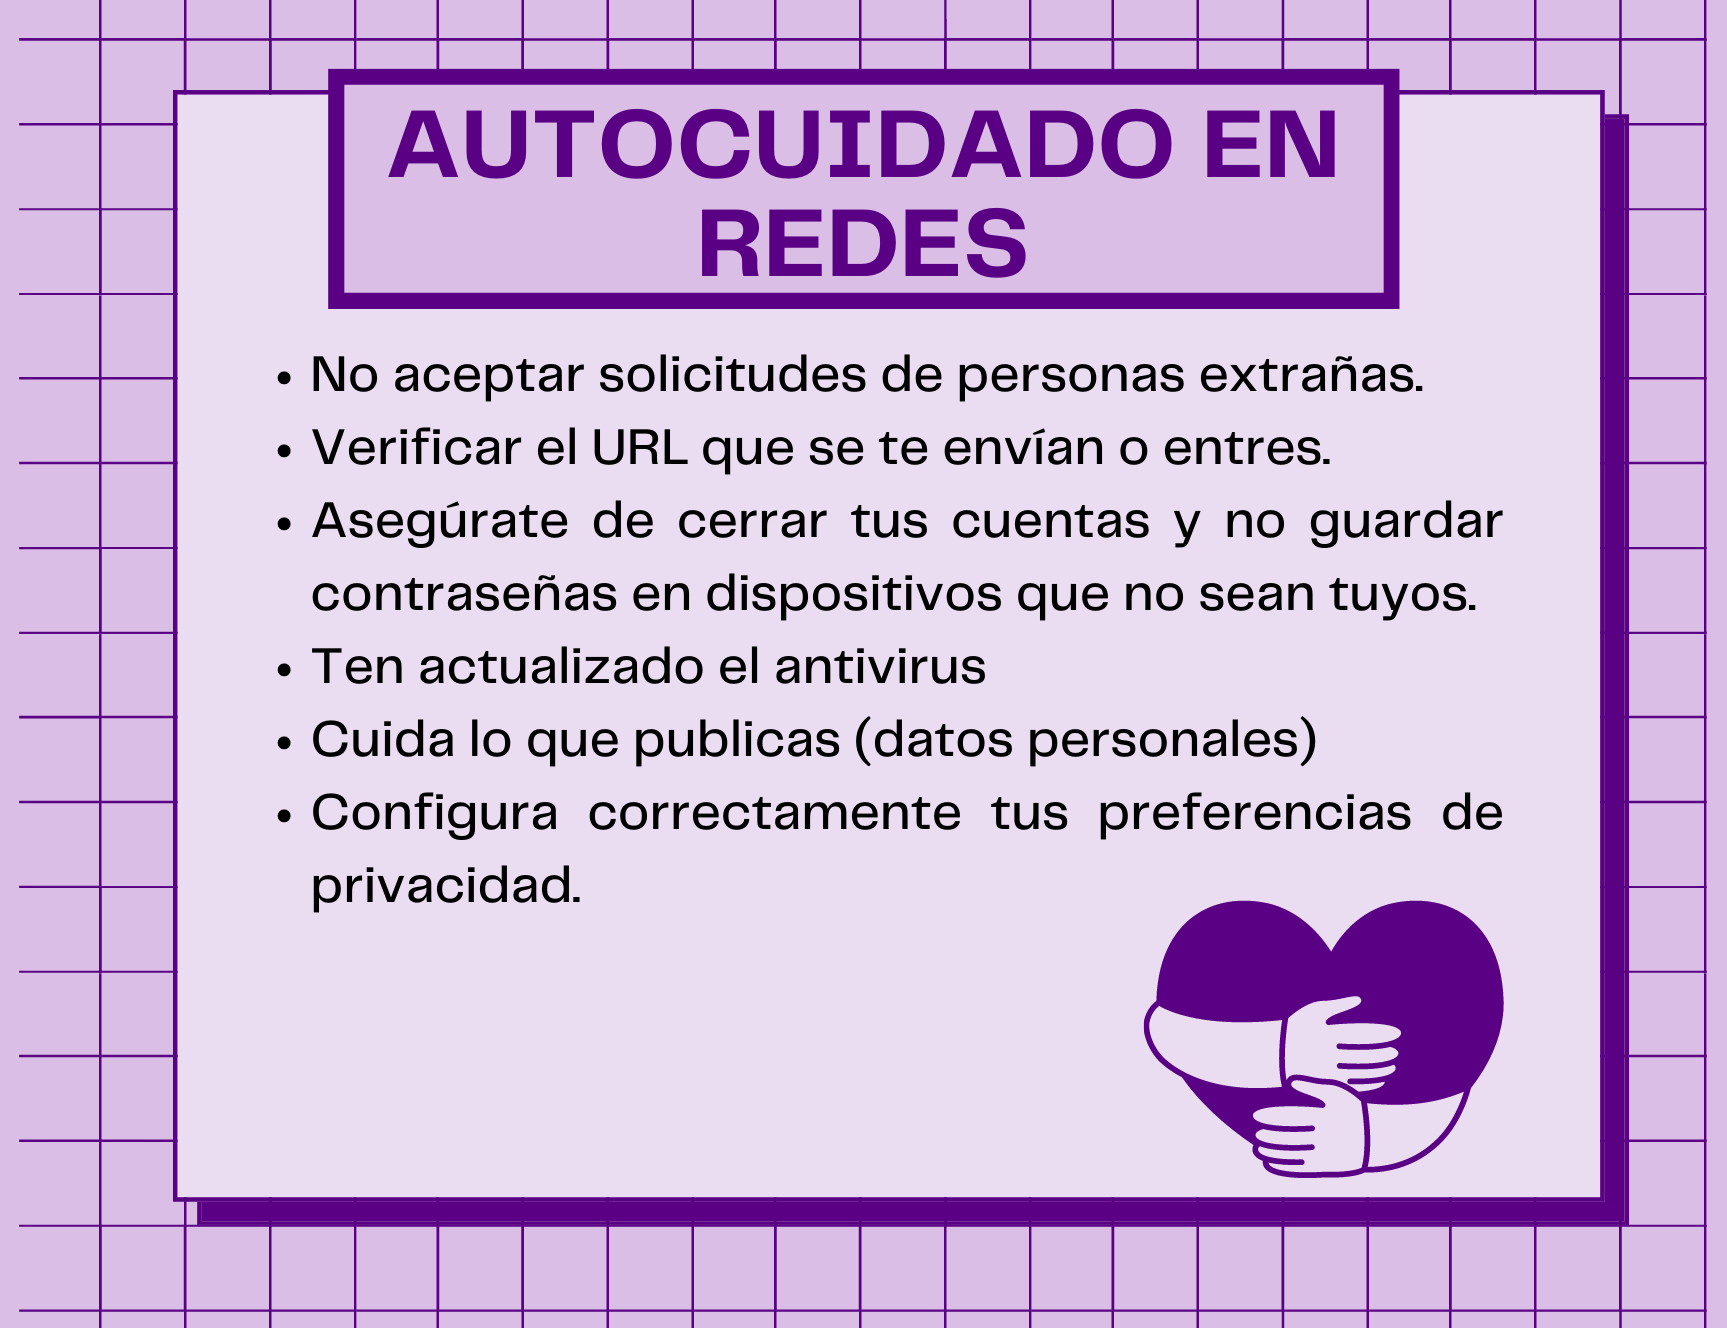 AUTOCUIDADO EN
REDES
• No aceptar solicitudes de personas extrañas.
• Verificar el URL que se te envían o entres.
• Asegúrate de cerrar tus cuentas y no guardar
contraseñas en dispositivos que no sean tuyos.
• Ten actualizado el antivirus
• Cuida lo que publicas (datos personales)
• Configura correctamente tus preferencias de
privacidad.